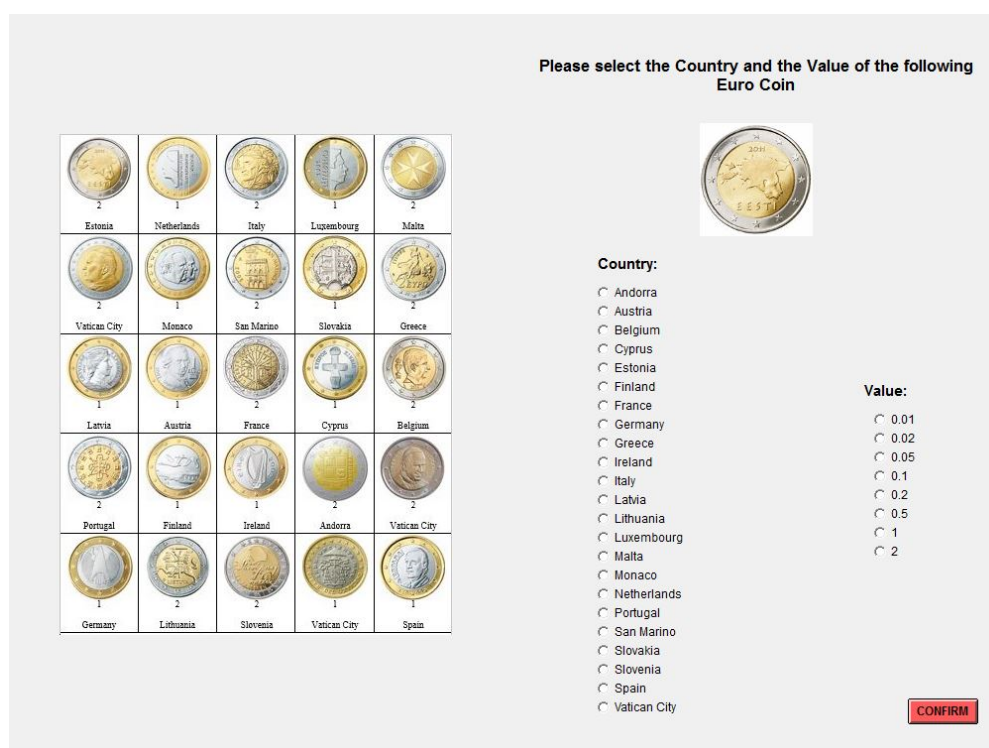 Please select the Country and the Value of the following
Euro Coin
2 1 2 1 2
Estonia Netherlands Italy Luxembourg Malta
2 1 2 1 2
Vatican City Monaco San Marino Slovakia Greece
1 1 2 1 2
Latvia Austria France Cyprus Belgium
2 1 1 2 2
Portugal Finland Ireland Andorra Vatican City
1 2 2 1 1
Germany Lithuania Slovenia Vatican City Spain
2011
EESTI
Country:
Andorra
Austria
Belgium
Cyprus
Estonia
Finland
France
Germany
Greece
Ireland
Italy
Latvia
Lithuania
Luxembourg
Malta
Monaco
Netherlands
Portugal
San Marino
Slovakia
Slovenia
Spain
Vatican City
Value:
0.01
0.02
0.05
0.1
0.2
0.5
1
2
CONFIRM